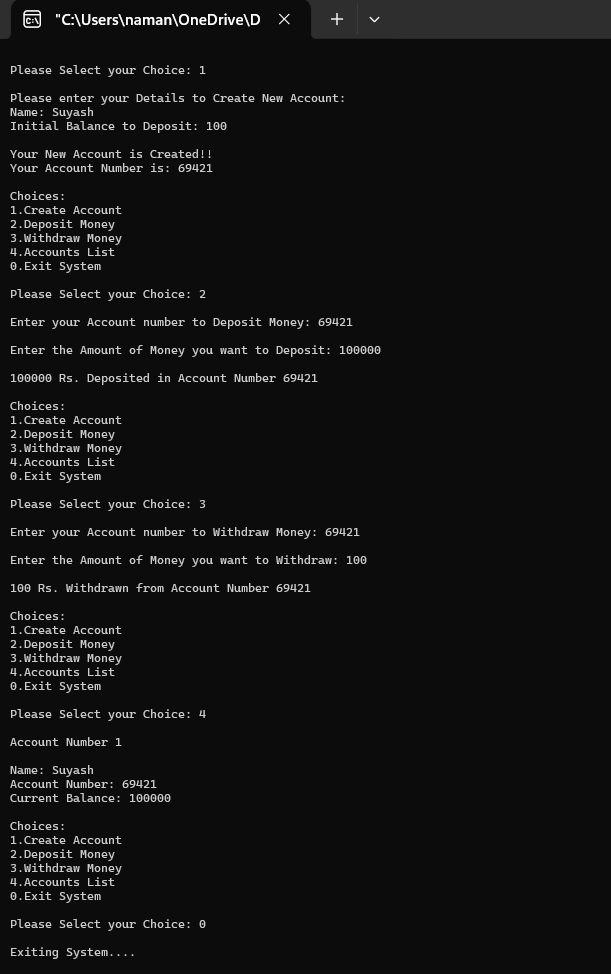 "C:\Users\naman\OneDrive\D
Please Select your Choice: 1
Please enter your Details to Create New Account:
Name: Suyash
Initial Balance to Deposit: 100
Your New Account is Created!!
Your Account Number is: 69421
Choices:
1.Create Account
2.Deposit Money
3.Withdraw Money
4.Accounts List
0.Exit System
Please Select your Choice: 2
Enter your Account number to Deposit Money: 69421
Enter the Amount of Money you want to Deposit: 100000
100000 Rs. Deposited in Account Number 69421
Choices:
1.Create Account
2.Deposit Money
3.Withdraw Money
4.Accounts List
0.Exit System
Please Select your Choice: 3
Enter your Account number to Withdraw Money: 69421
Enter the Amount of Money you want to Withdraw: 100
100 Rs. Withdrawn from Account Number 69421
Choices:
1.Create Account
2.Deposit Money
3.Withdraw Money
4.Accounts List
0.Exit System
Please Select your Choice: 4
Account Number 1
Name: Suyash
Account Number: 69421
Current Balance: 100000
Choices:
1.Create Account
2.Deposit Money
3.Withdraw Money
4.Accounts List
0.Exit System
Please Select your Choice: 0
Exiting System....